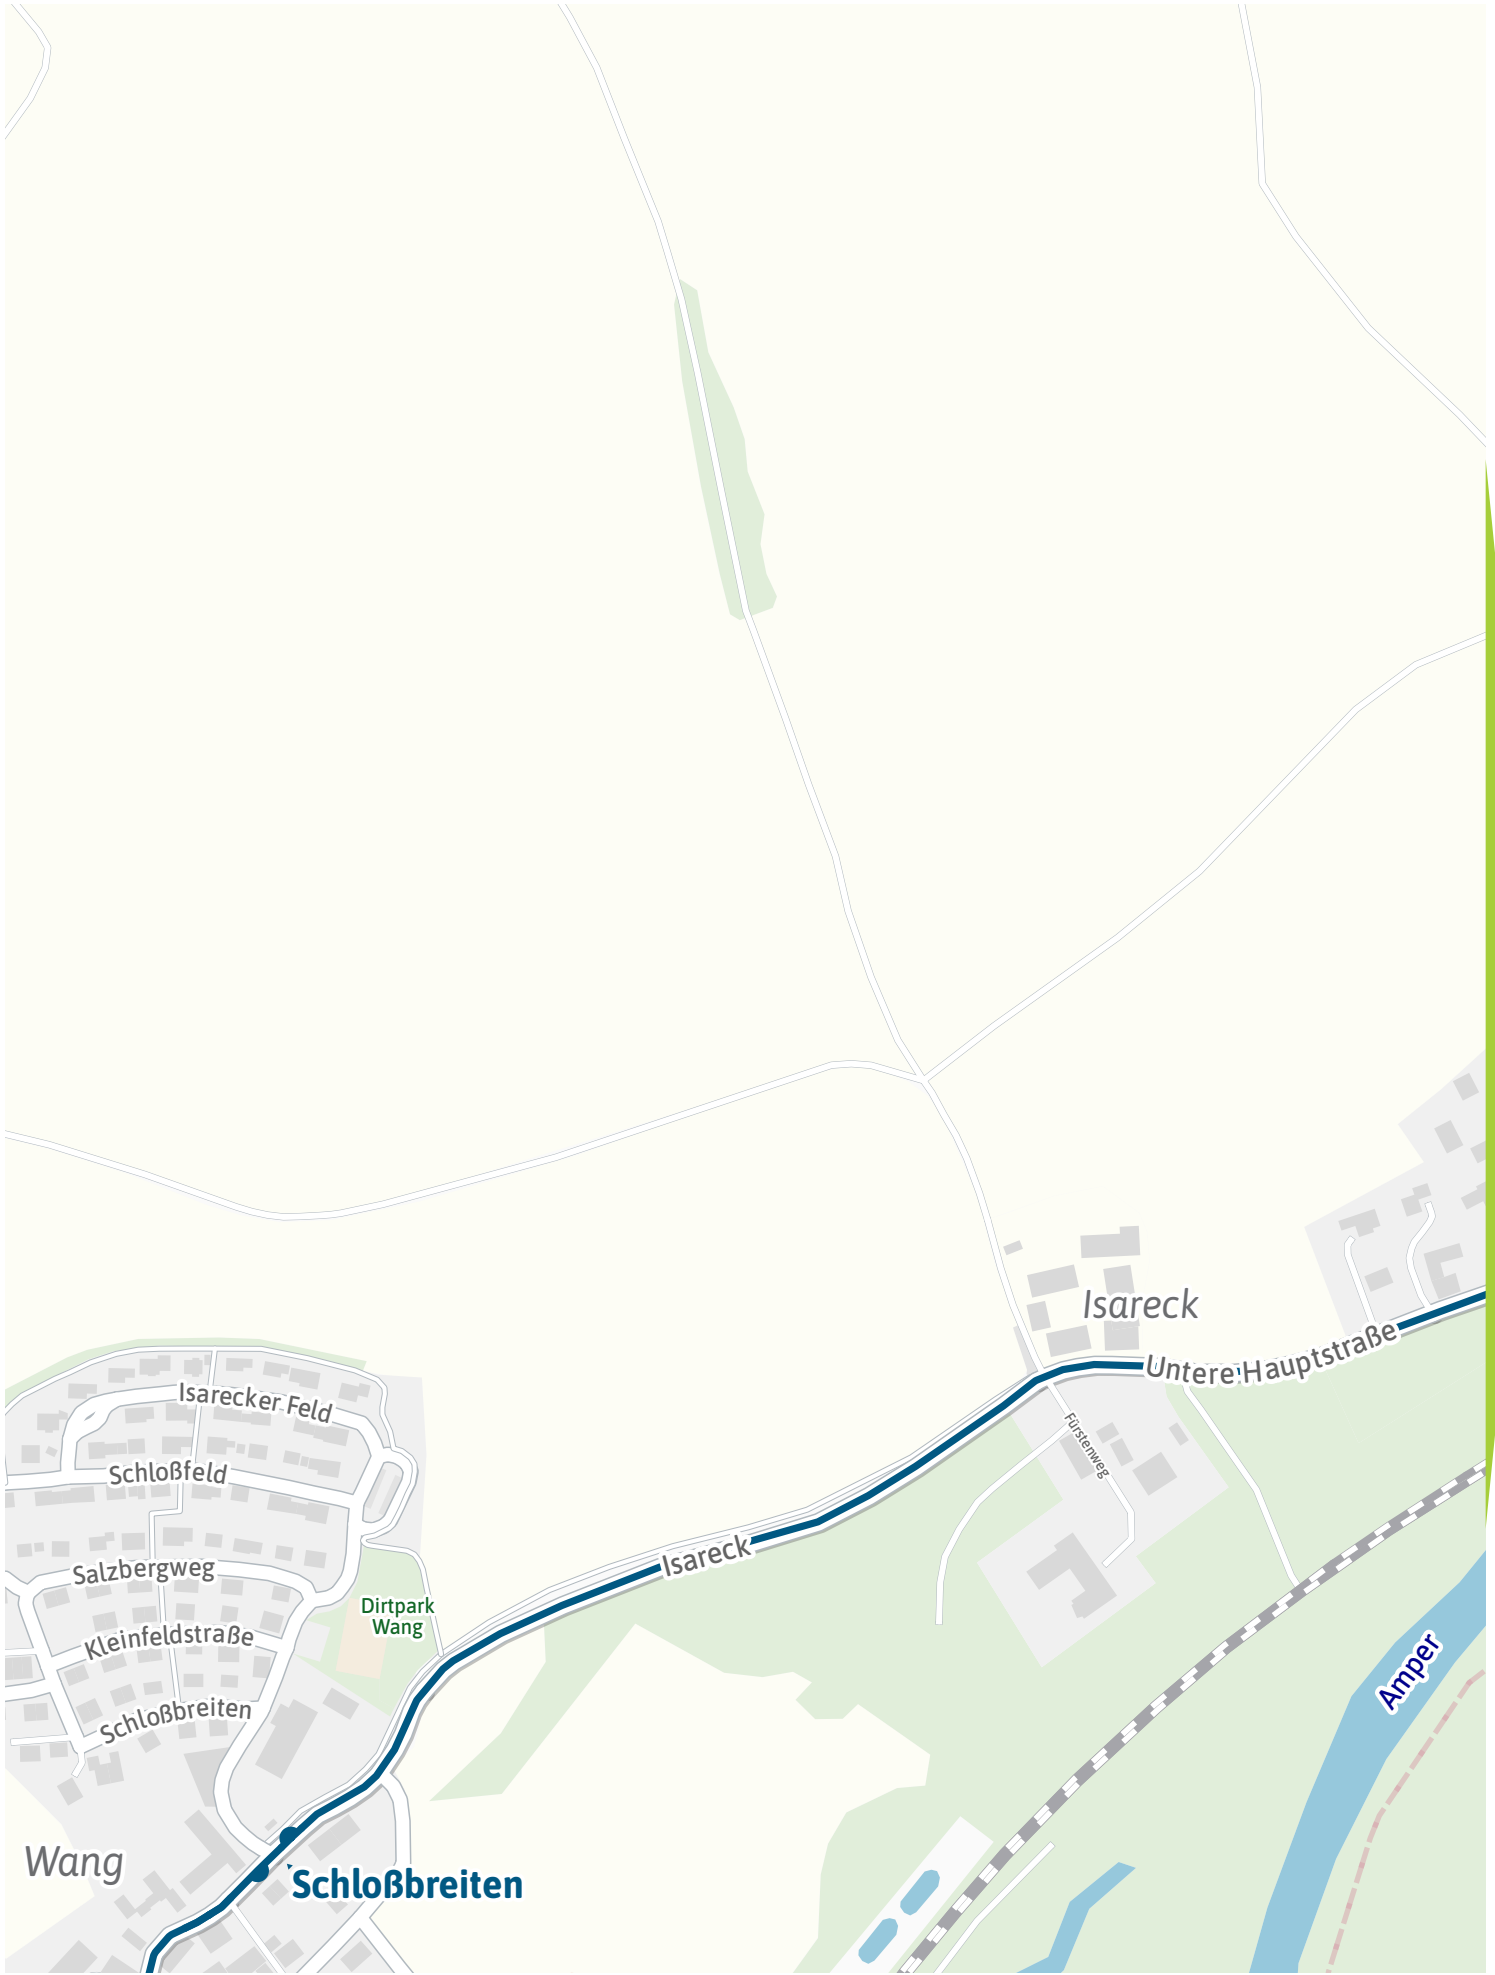 Isareck
Untere Hauptstraße
Isarecker Feld
Fürstenweg
Schloßfeld
Isareck
Salzbergweg
Dirtpark
Wang
Kleinfeldstraße
Amper
Schloßbreiten
Wang
Schloßbreiten